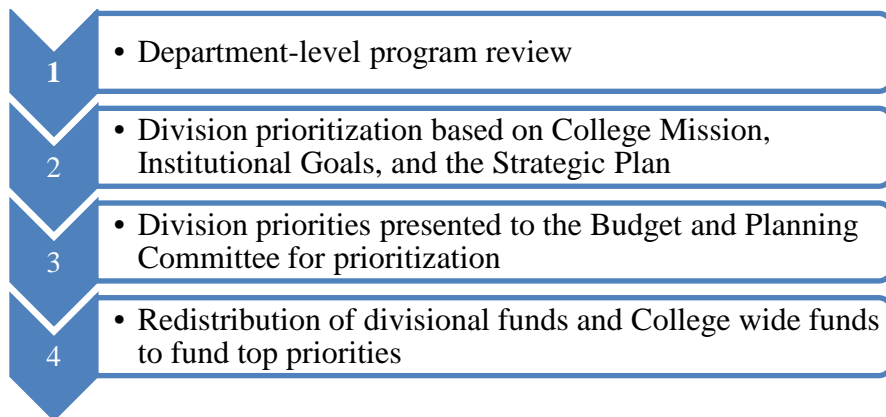 1
• Department-level program review
2
• Division prioritization based on College Mission,
Institutional Goals, and the Strategic Plan
3
• Division priorities presented to the Budget and Planning
Committee for prioritization
4
• Redistribution of divisional funds and College wide funds
to fund top priorities